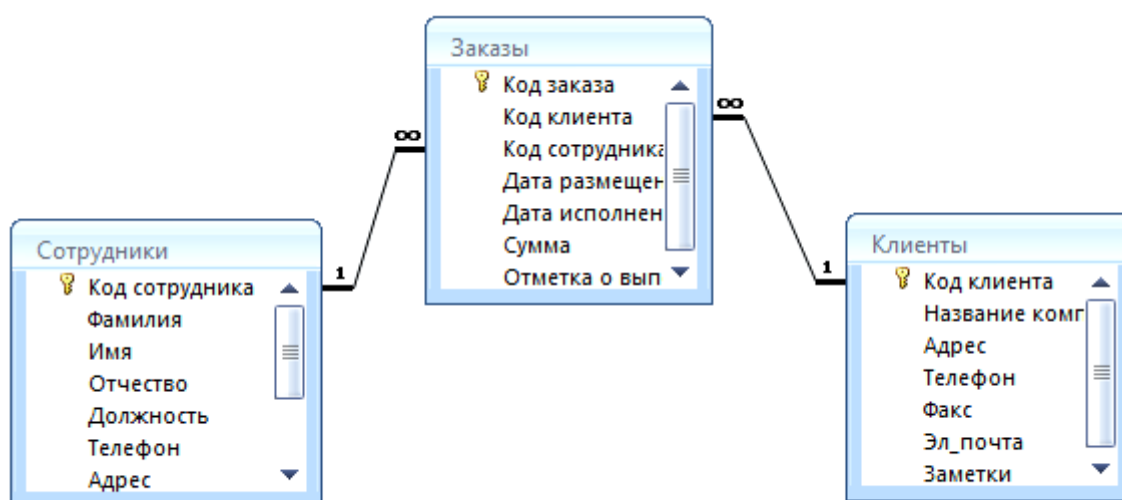 Заказы
Код заказа
Код клиента
Код сотрудника
Дата размещен
Дата исполнен
Сумма
Отметка о вып
∞
∞
Сотрудники
Код сотрудника
Фамилия
Имя
Отчество
Должность
Телефон
Адрес
1
1
Клиенты
Код клиента
Название комп
Адрес
Телефон
Факс
Эл_почта
Заметки